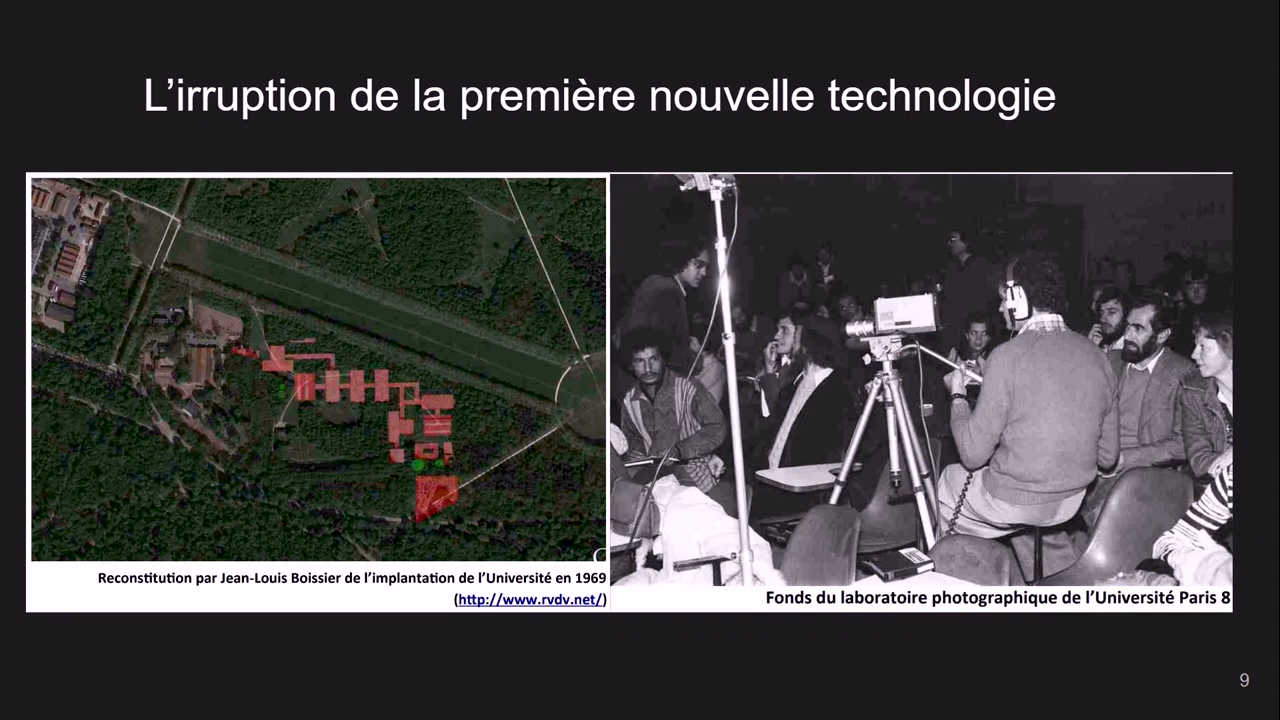 L'irruption de la première nouvelle technologie
Reconstitution par Jean-Louis Boissier de l'implantation de l'Université en 1969
(http://www.rvdv.net/)
Fonds du laboratoire photographique de l'Université Paris 8
9